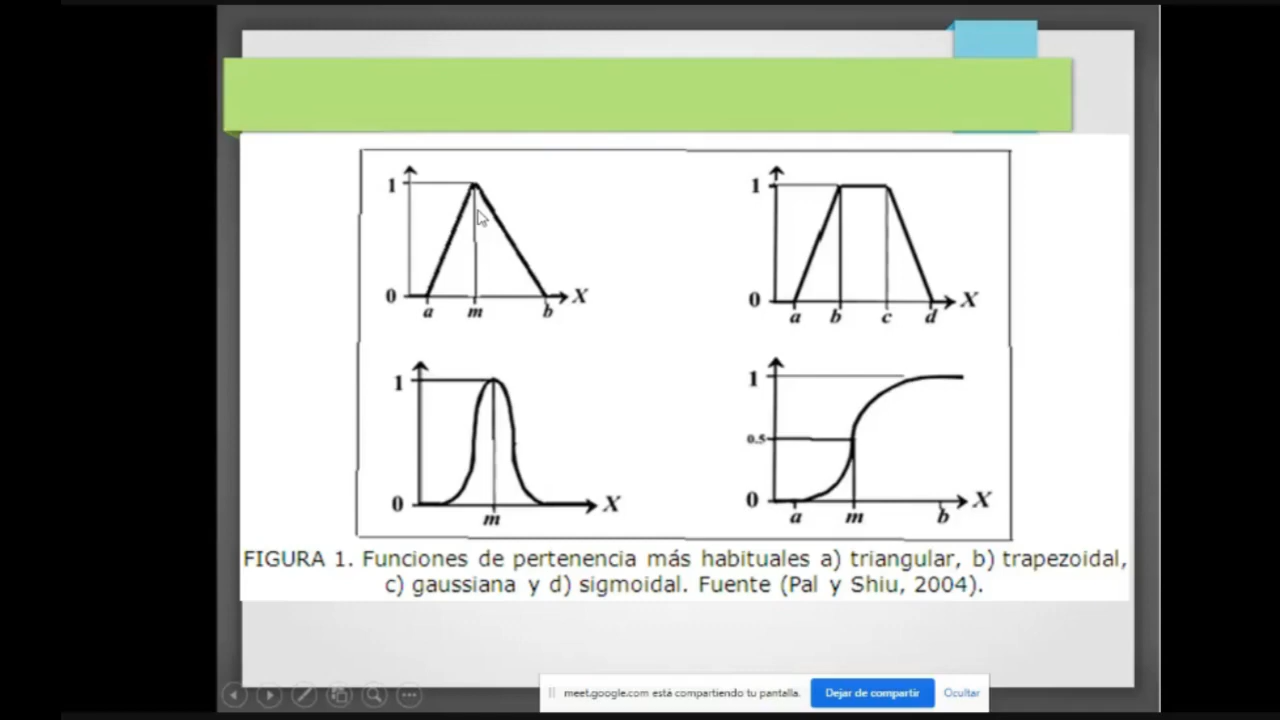 1
0
a m b
X
1
0
a b c d
X
1
0
m
X
1
0.5
0
a m b
X
FIGURA 1. Funciones de pertenencia más habituales a) triangular, b) trapezoidal,
c) gaussiana y d) sigmoidal. Fuente (Pal y Shiu, 2004).
meet.google.com está compartiendo tu pantalla. Dejar de compartir Ocultar